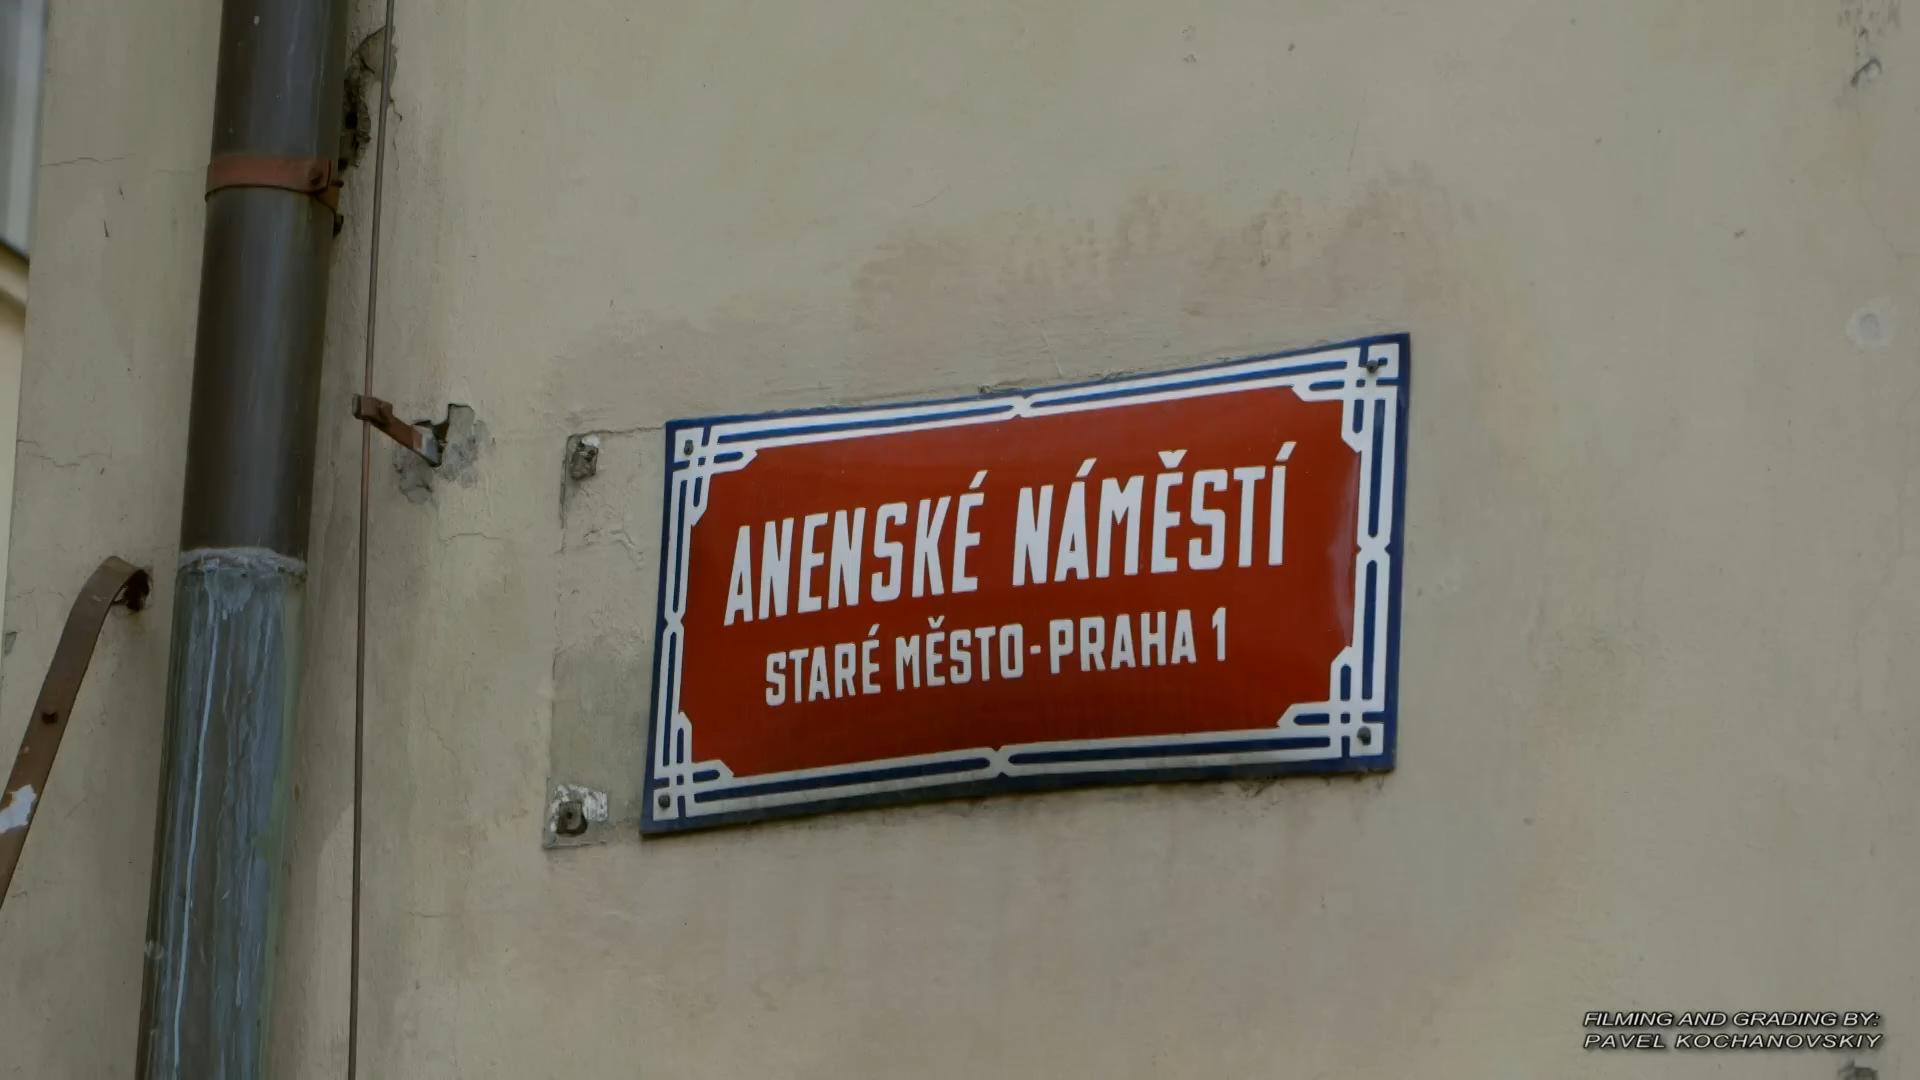 ANENSKÉ NÁMĚSTÍ
STARÉ MĚSTO-PRAHA 1
FILMING AND GRADING BY:
PAVEL KOCHANOVSKIY